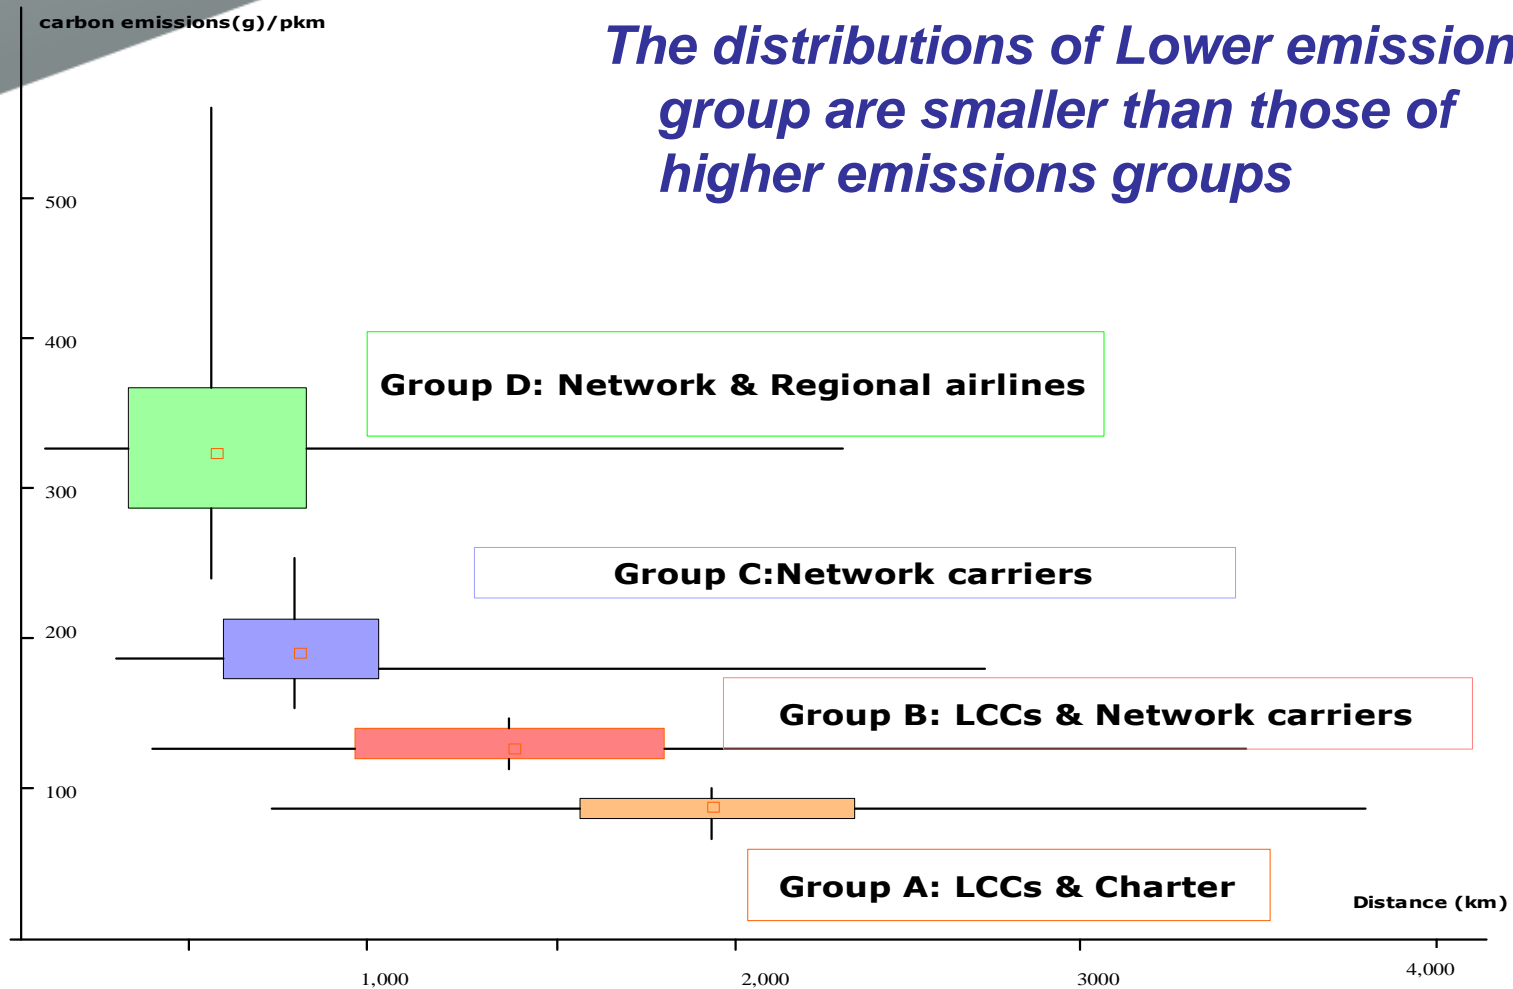 carbon emissions(g)/pkm
The distributions of Lower emission
group are smaller than those of
higher emissions groups
500
400
Group D: Network & Regional airlines
300
Group C:Network carriers
200
Group B: LCCs & Network carriers
100
Group A: LCCs & Charter
Distance (km)
1,000
2,000
3000
4,000